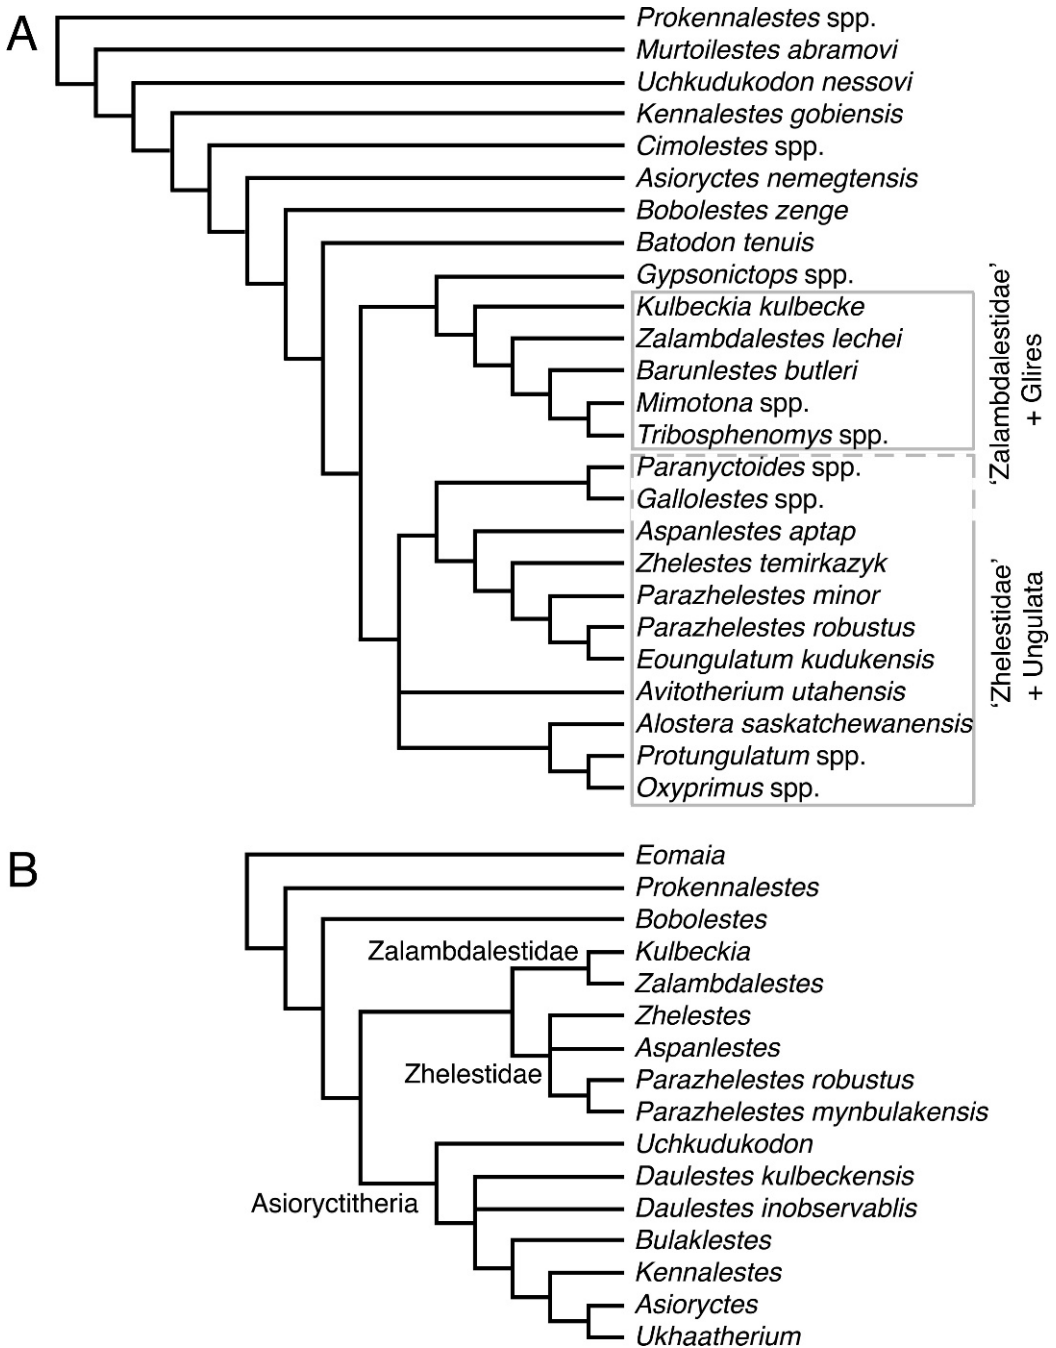 A
Prokennalestes spp.
Murtoilestes abramovi
Uchkudukodon nessovi
Kennalestes gobiensis
Cimolestes spp.
Asioryctes nemegtensis
Bobolestes zenge
Batodon tenuis
Gypsonictops spp.
Kulbeckia kulbecke
Zalambdalestes lechei
Barunlestes butleri
Mimotona spp.
Tribosphenomys spp.
‘Zalambdalestidae’
+ Glires
Paranyctoides spp.
Gallolestes spp.
Aspanlestes aptap
Zhelestes temirkazyk
Parazhelestes minor
Parazhelestes robustus
Eoungulatum kudukensis
Avitotherium utahensis
Alostera saskatchewanensis
Protungulatum spp.
Oxyprimus spp.
‘Zhelestidae’
+ Ungulata
B
Eomaia
Prokennalestes
Bobolestes
Zalambdalestidae
Kulbeckia
Zalambdalestes
Zhelestes
Aspanlestes
Zhelestidae
Parazhelestes robustus
Parazhelestes mynbulakensis
Uchkudukodon
Daulestes kulbeckensis
Asioryctitheria
Daulestes inobservablis
Bulaklestes
Kennalestes
Asioryctes
Ukhaatherium